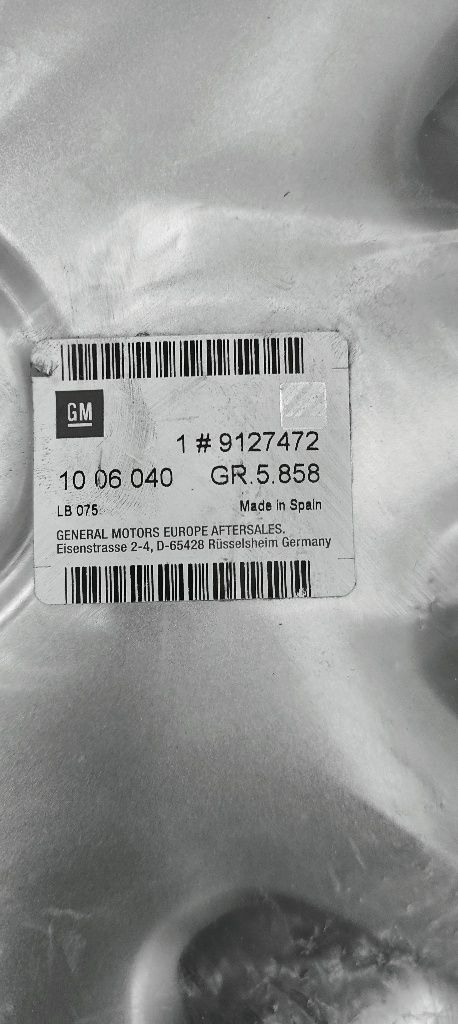 GM
1 # 9127472
10 06 040 GR.5.858
LB 075 Made in Spain
GENERAL MOTORS EUROPE AFTERSALES.
Eisenstrasse 2-4, D-65428 Rüsselsheim Germany